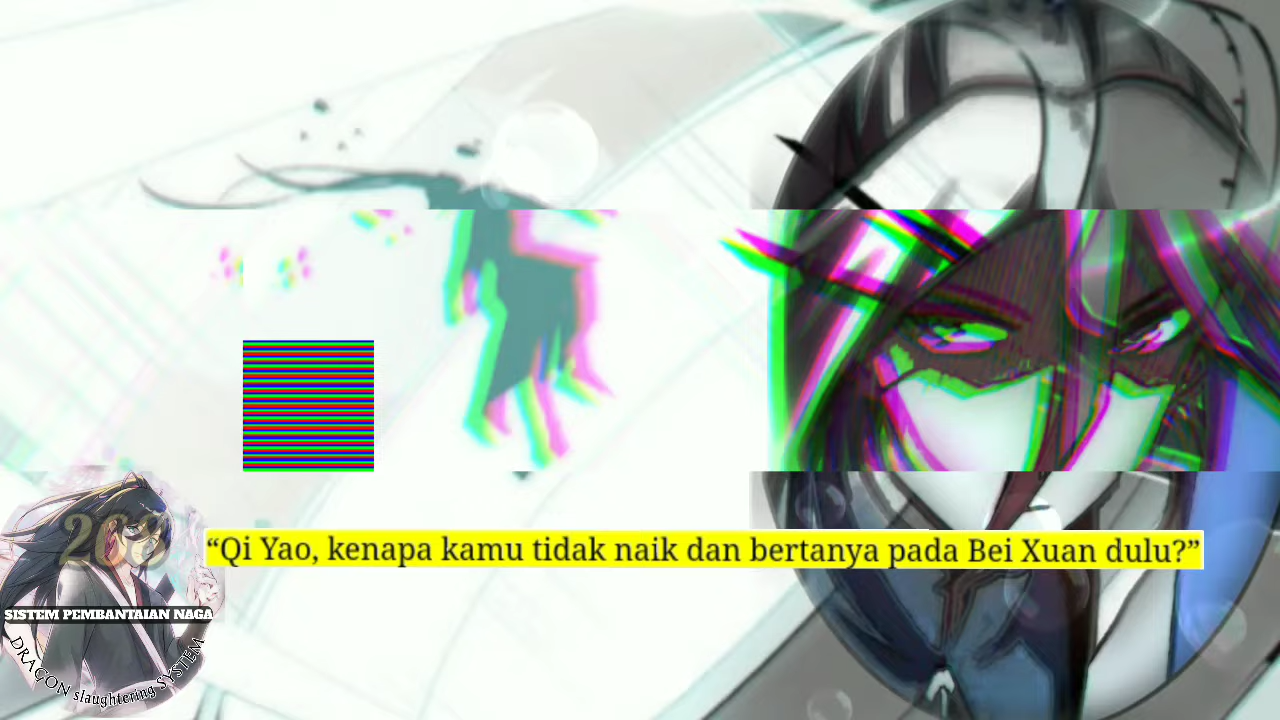 “Qi Yao, kenapa kamu tidak naik dan bertanya pada Bei Xuan dulu?”
SISTEM PEMBANTAIAN NAGA
DRAGON slaughtering SYSTEM